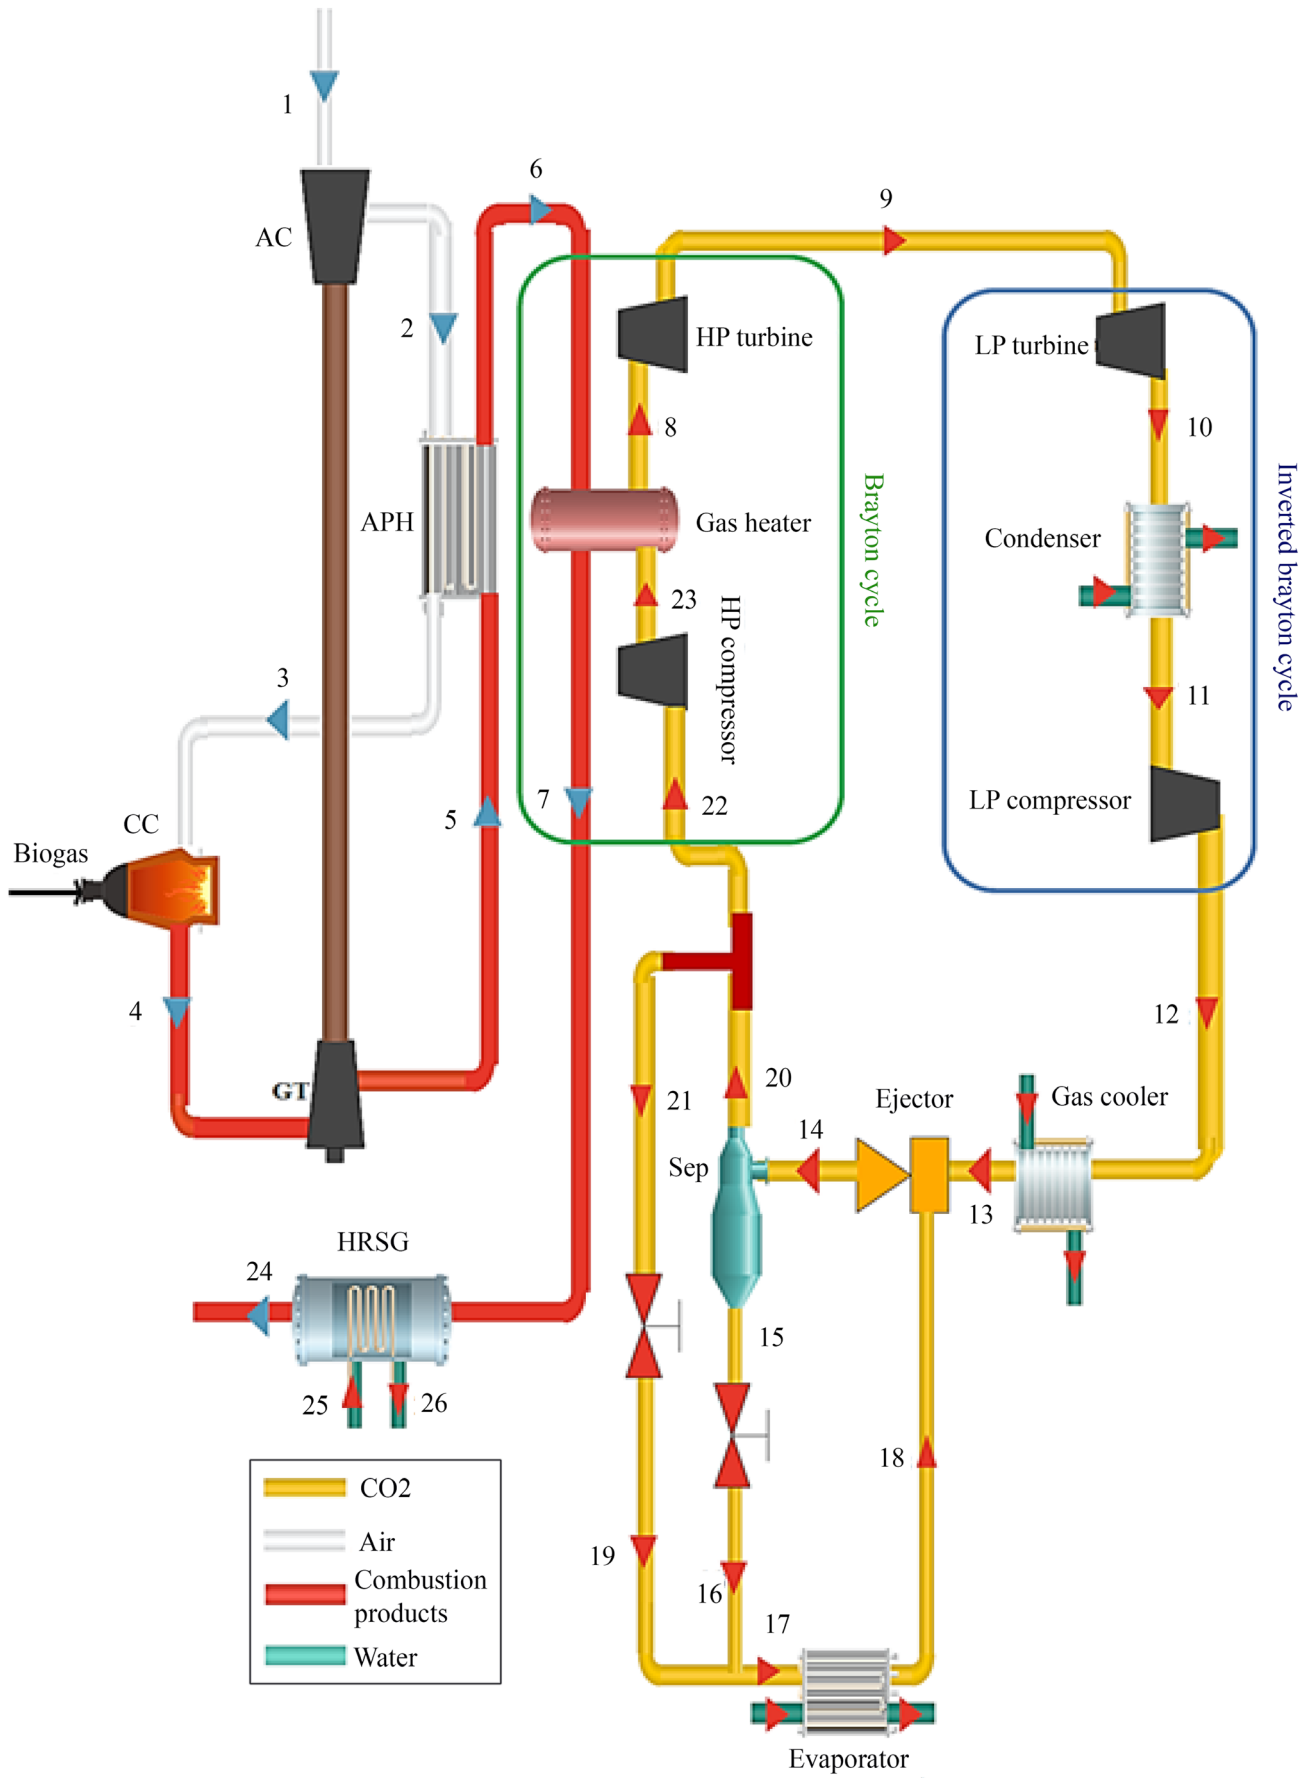 1
AC
2
6
9
HP turbine
LP turbine
8
10
APH
Gas heater
Condenser
Brayton cycle
Inverted brayton cycle
23
HP compressor
3
11
7
22
LP compressor
5
CC
Biogas
4
12
GT
21
20
Ejector
Gas cooler
14
Sep
13
HRSG
24
15
25
26
18
19
16
17
CO2
Air
Combustion
products
Water
Evaporator